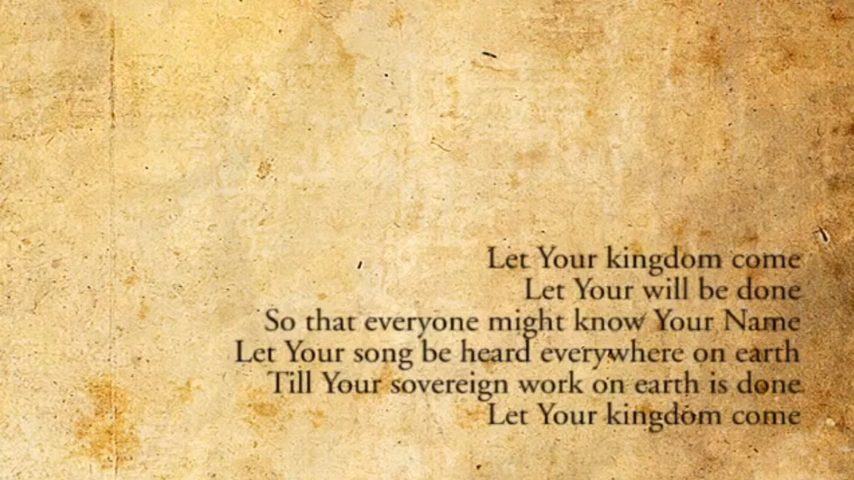 Let Your kingdom come
Let Your will be done
So that everyone might know Your Name
Let Your song be heard everywhere on earth
Till Your sovereign work on earth is done
Let Your kingdom come